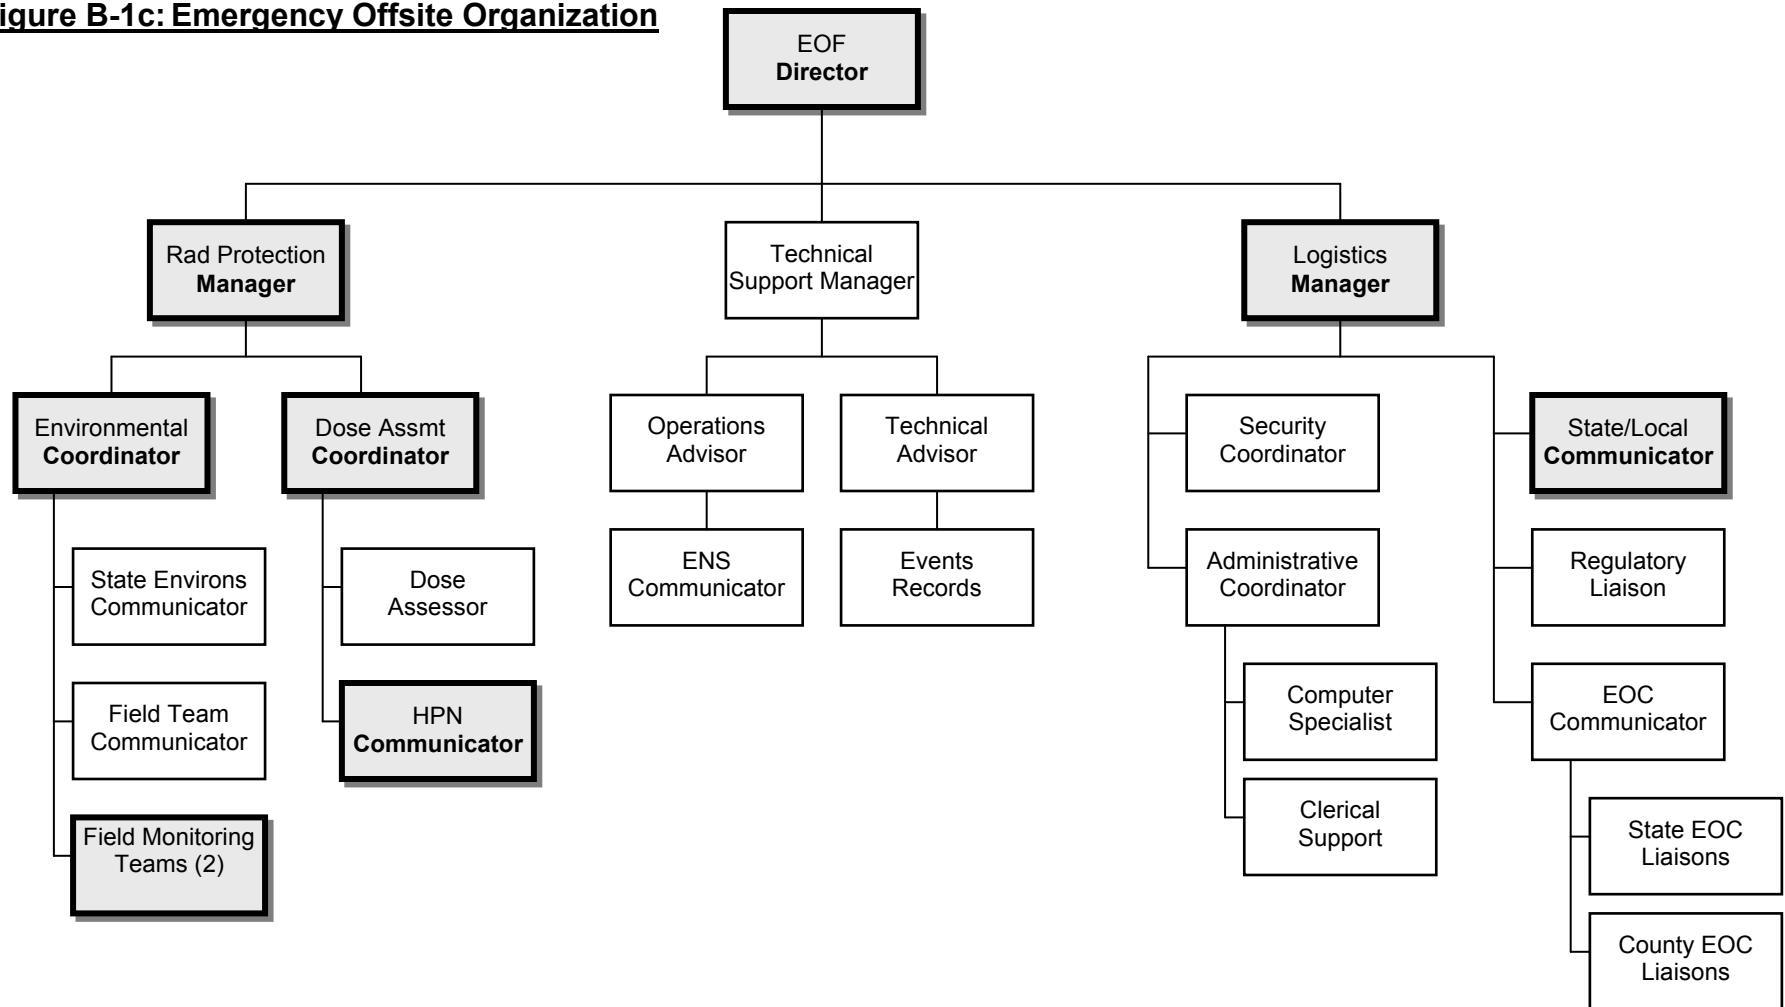 igure B-1c: Emergency Offsite Organization
EOF
Director
Rad Protection
Manager
Technical
Support Manager
Logistics
Manager
Environmental
Coordinator
Dose Assmt
Coordinator
Operations
Advisor
Technical
Advisor
Security
Coordinator
State/Local
Communicator
State Environs
Communicator
Dose
Assessor
ENS
Communicator
Events
Records
Administrative
Coordinator
Regulatory
Liaison
Field Team
Communicator
HPN
Communicator
Computer
Specialist
EOC
Communicator
Field Monitoring
Teams (2)
Clerical
Support
State EOC
Liaisons
County EOC
Liaisons